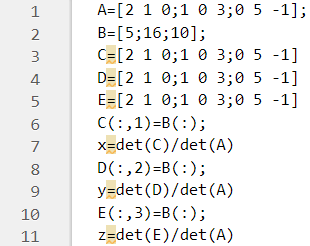 1 A=[2 1 0;1 0 3;0 5 -1];
2 B=[5;16;10];
3 C=[2 1 0;1 0 3;0 5 -1]
4 D=[2 1 0;1 0 3;0 5 -1]
5 E=[2 1 0;1 0 3;0 5 -1]
6 C(:,1)=B(:);
7 x=det(C)/det(A)
8 D(:,2)=B(:);
9 y=det(D)/det(A)
10 E(:,3)=B(:);
11 z=det(E)/det(A)